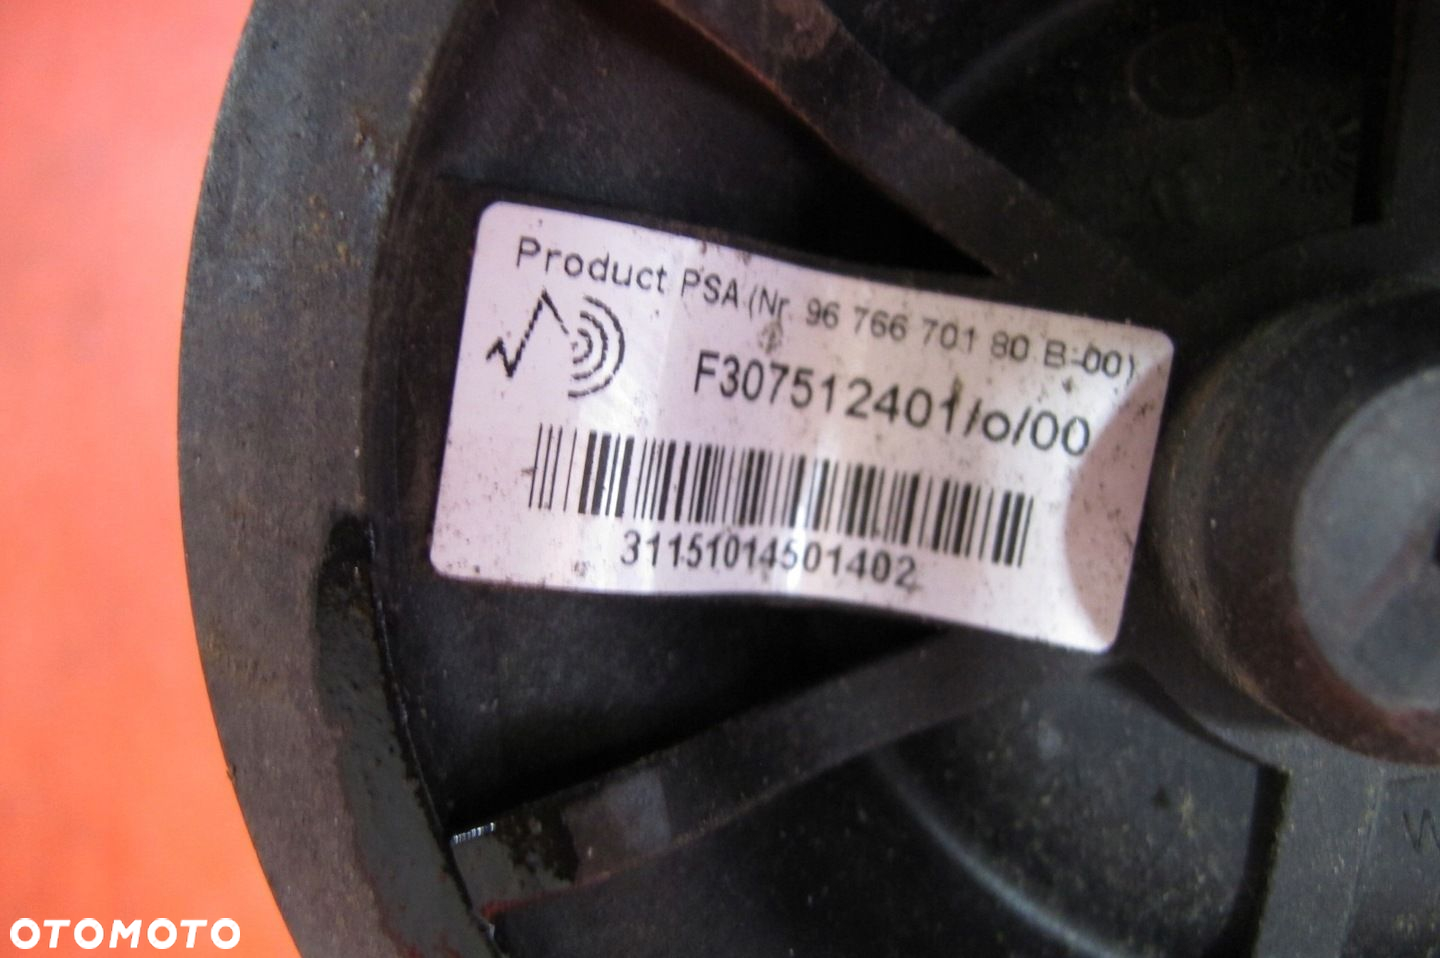 Product PSA (Nr. 96 766 701 80 B-00)
F307512401/o/00
31151014501402
OTOMOTO